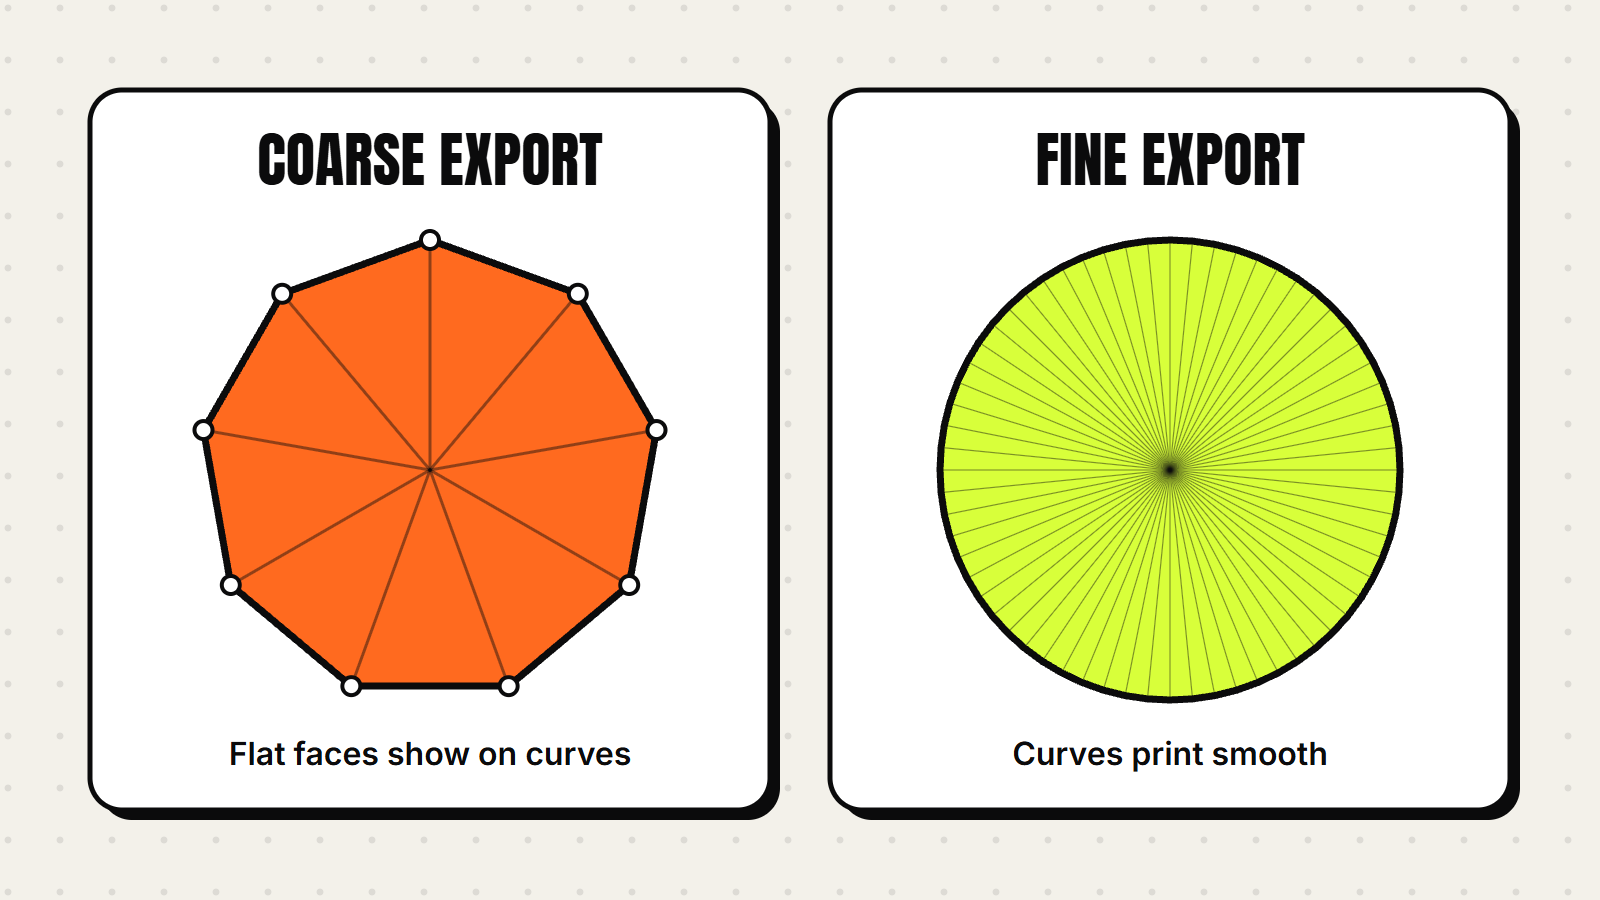 COARSE EXPORT
Flat faces show on curves
FINE EXPORT
Curves print smooth